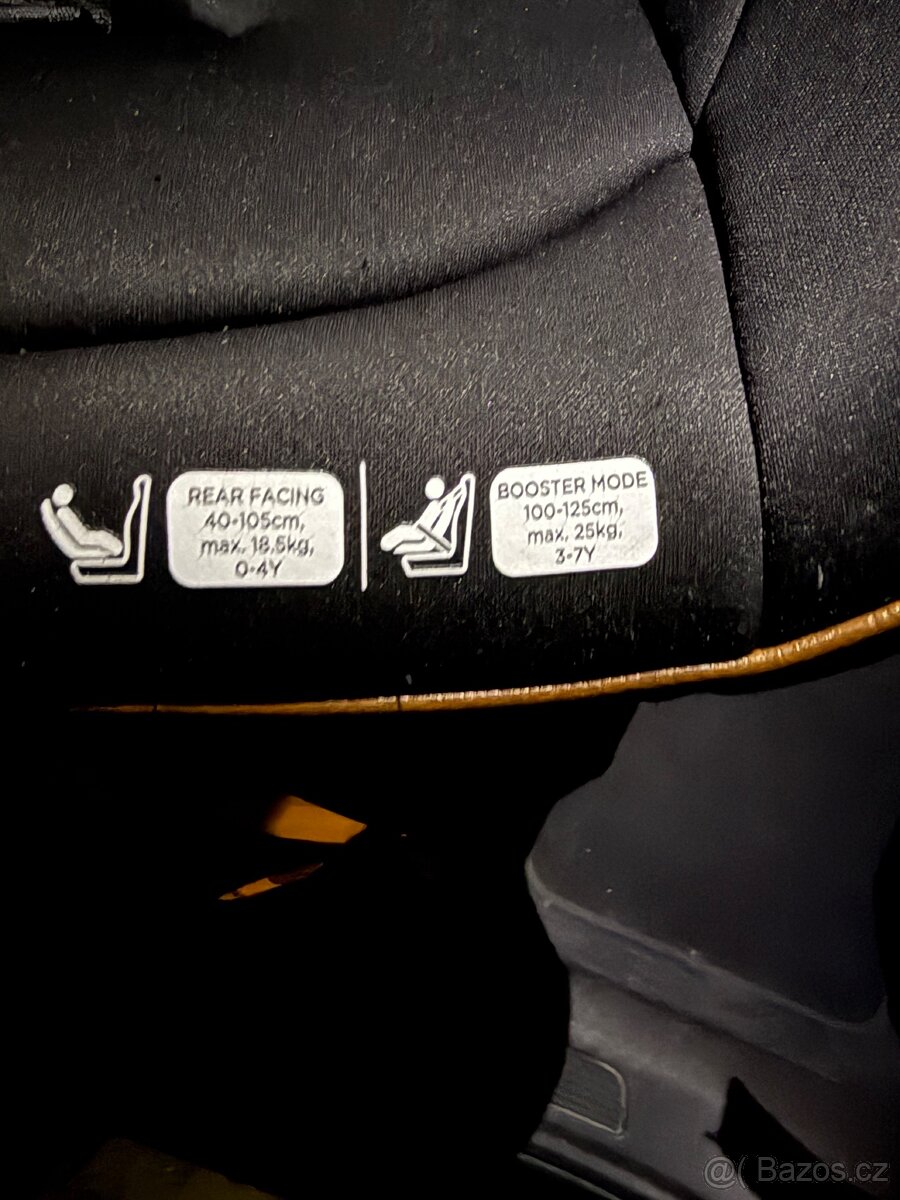 REAR FACING
40-105cm,
max. 18.5kg,
0-4Y
BOOSTER MODE
100-125cm,
max. 25kg,
3-7Y
@( Bazos.cz